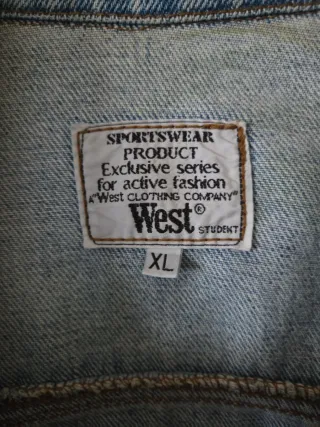 SPORTSWEAR
PRODUCT
Exclusive series
for active fashion
A "West CLOTHING COMPANY"
West® STUDENT
XL